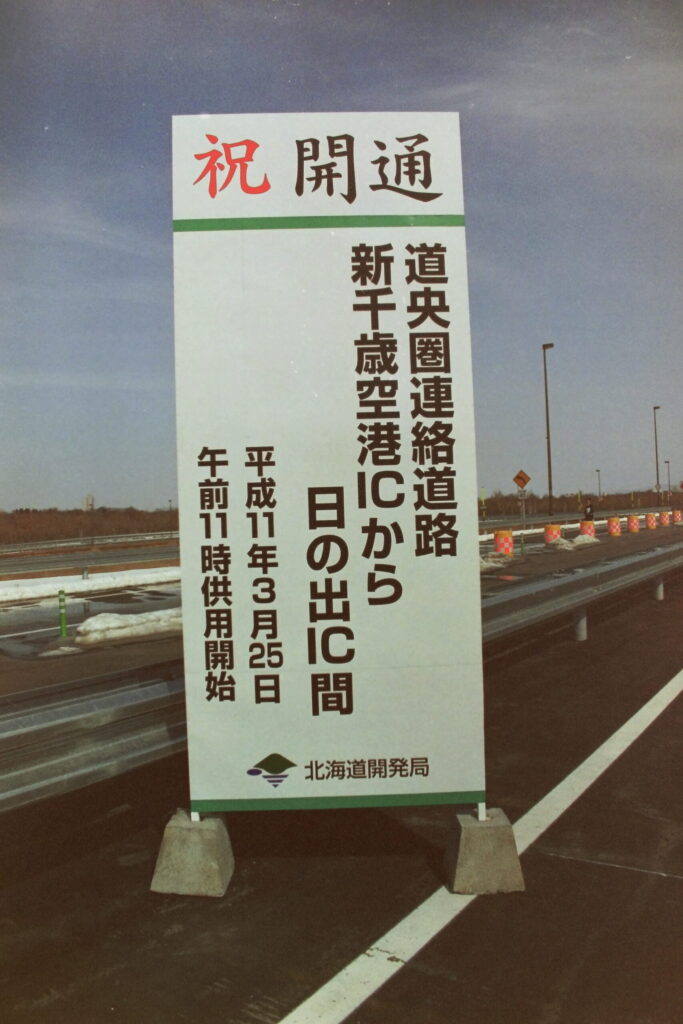 祝 開通
道央圏連絡道路
新千歳空港ICから
日の出IC間
平成11年3月25日
午前11時供用開始
北海道開発局